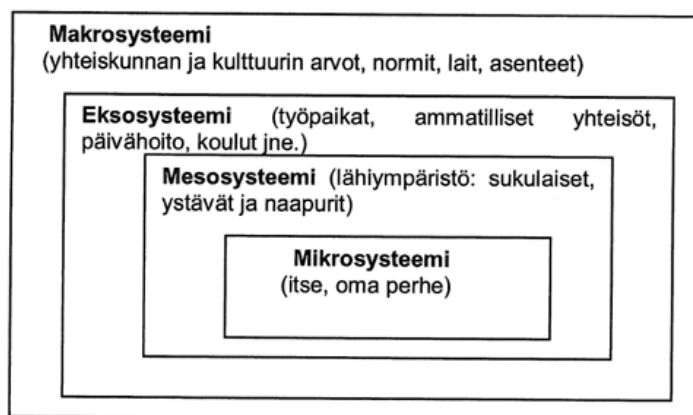 Makrosysteemi
(yhteiskunnan ja kulttuurin arvot, normit, lait, asenteet)
Eksosysteemi (työpaikat, ammatilliset yhteisöt,
päivähoito, koulut jne.)
Mesosysteemi (lähiympäristö: sukulaiset,
ystävät ja naapurit)
Mikrosysteemi
(itse, oma perhe)